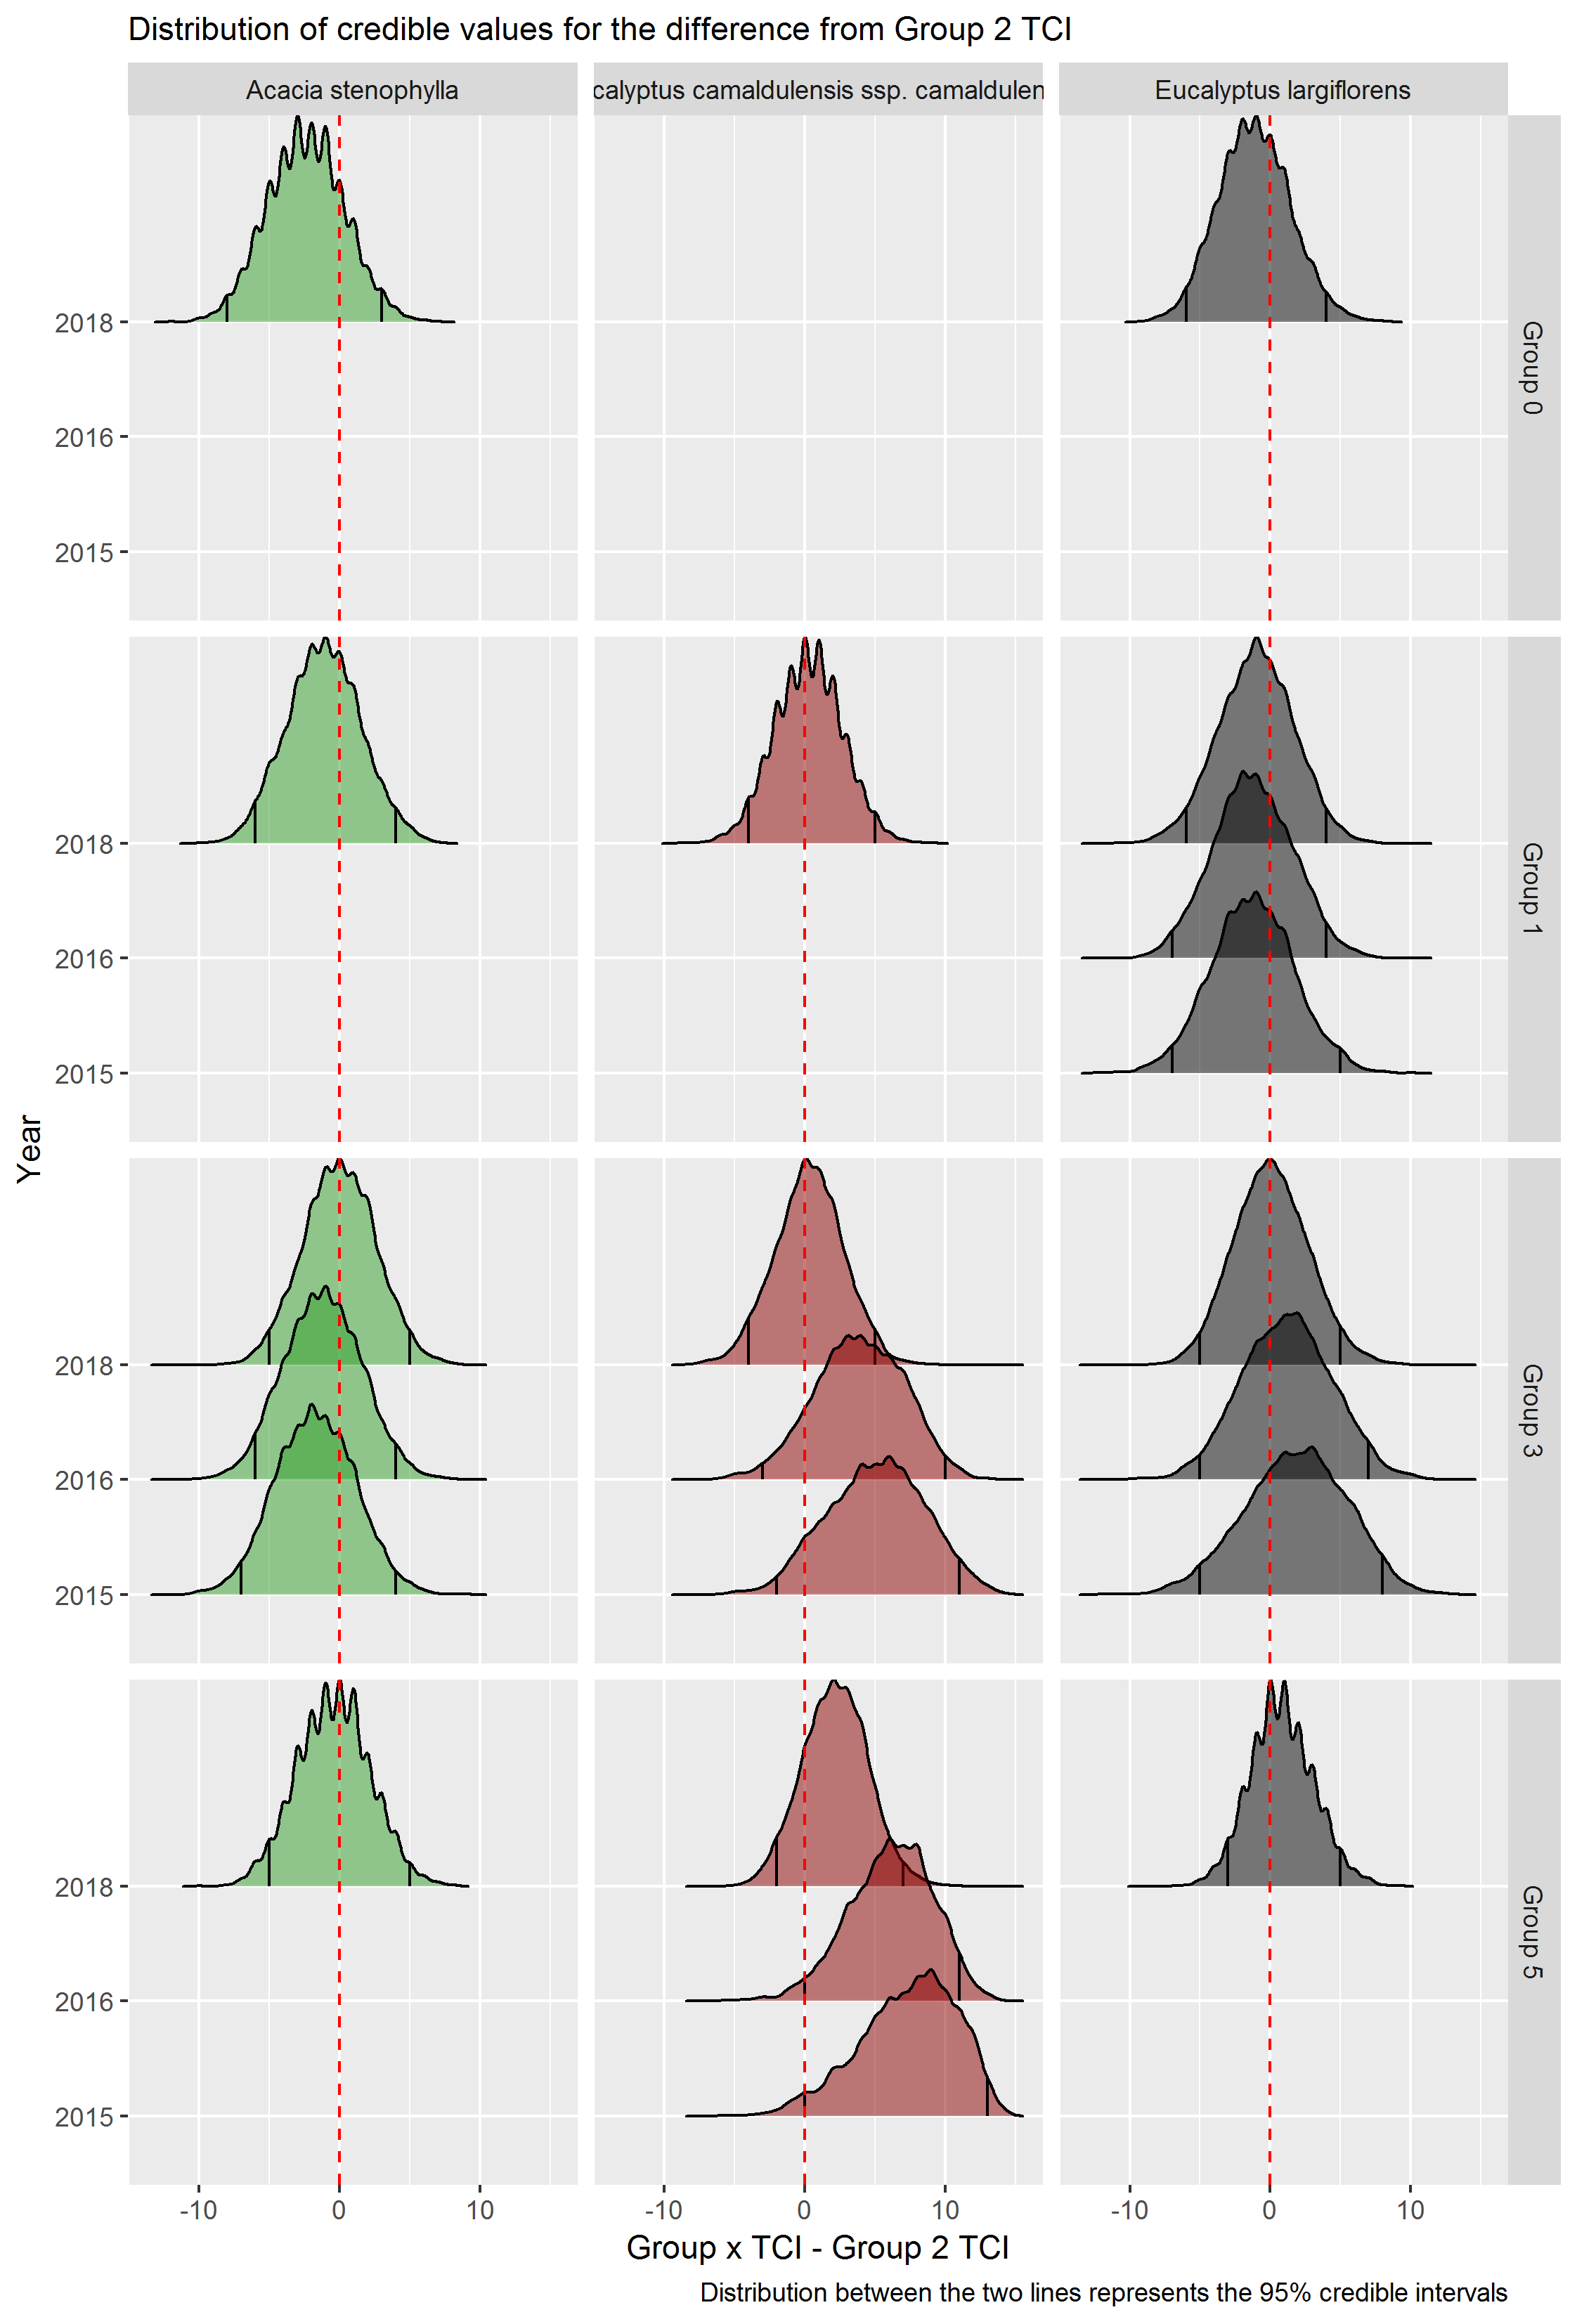 Distribution of credible values for the difference from Group 2 TCI
Acacia stenophylla
calyptus camaldulensis ssp. camaldulen
Eucalyptus largiflorens
2018
2016
2015
Group 0
2018
2016
2015
Group 1
Year
2018
2016
2015
Group 3
2018
2016
2015
Group 5
-10 0 10 -10 0 10 -10 0 10
Group x TCI - Group 2 TCI
Distribution between the two lines represents the 95% credible intervals